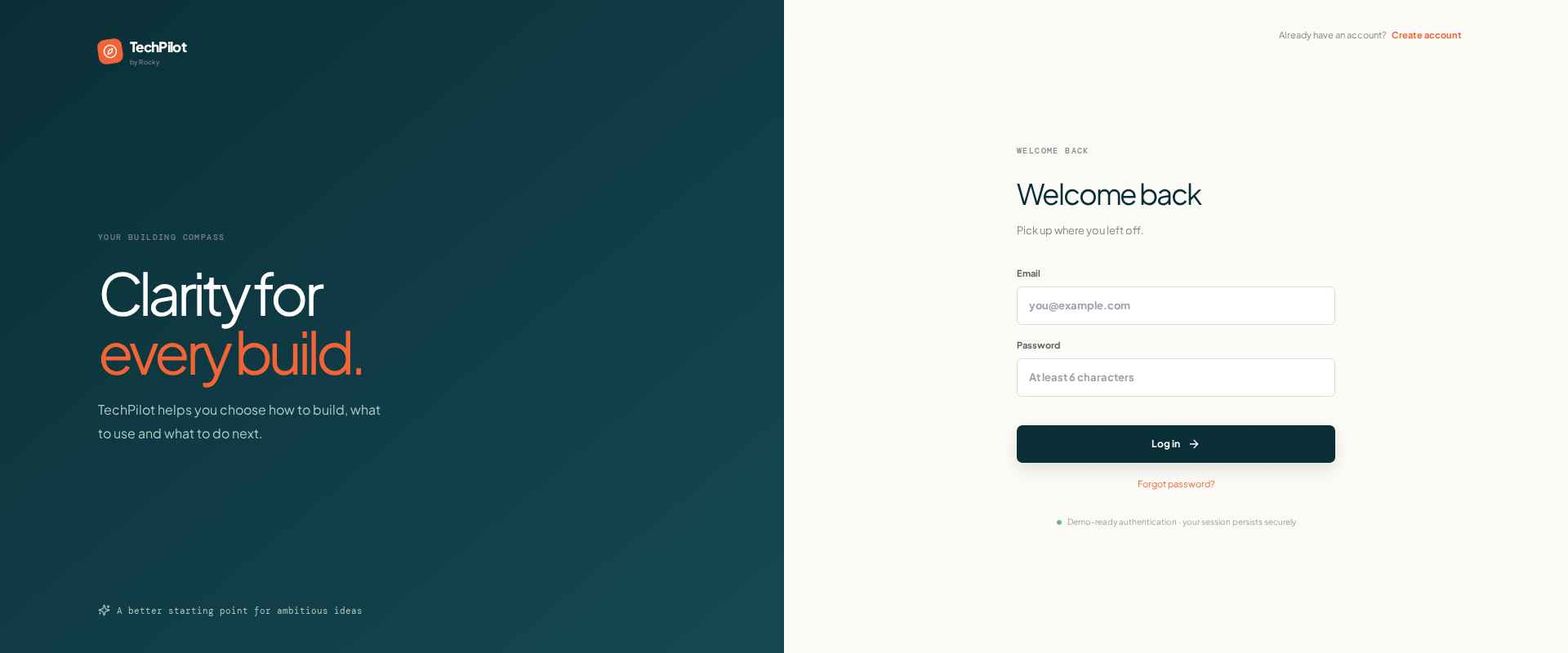 TechPilot
by Rocky
YOUR BUILDING COMPASS
Clarity for
every build.
TechPilot helps you choose how to build, what
to use and what to do next.
A better starting point for ambitious ideas
Already have an account? Create account
WELCOME BACK
Welcome back
Pick up where you left off.
Email
you@example.com
Password
At least 6 characters
Log in
Forgot password?
Demo-ready authentication · your session persists securely